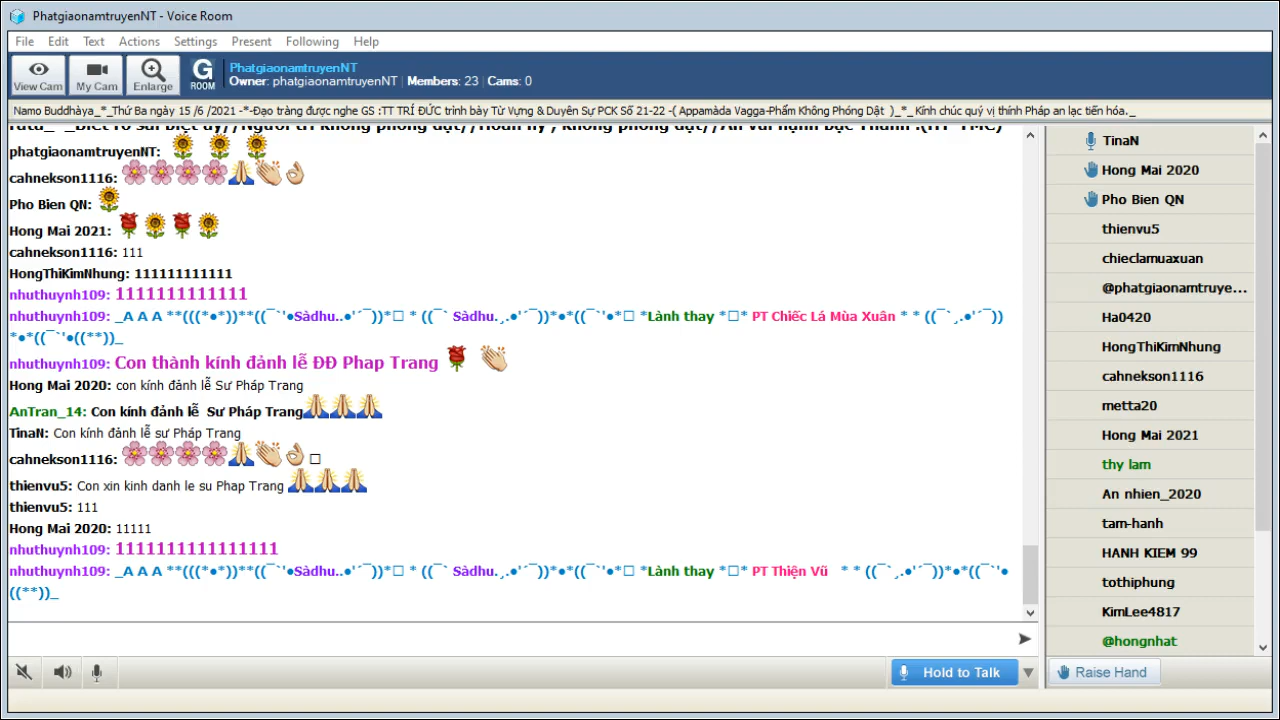 PhatgiaonamtruyenNT - Voice Room
File Edit Text Actions Settings Present Following Help
View Cam
My Cam
Enlarge
G ROOM
PhatgiaonamtruyenNT
Owner: phatgiaonamtruyenNT | Members: 23 | Cams: 0
Namo Buddhàya_*_Thứ Ba ngày 15 /6 /2021 -*-Đạo tràng được nghe GS :TT TRÍ ĐỨC trình bày Từ Vựng & Duyên Sự PCK Số 21-22 -( Appamàda Vagga-Phẩm Không Phóng Dật )_*_ Kính chúc quý vị thính Pháp an lạc tiến hóa._
phatgiaonamtruyenNT: 🌻 🌻 🌻
cahnekson1116: 🌸🌸🌸🌸🙏👏👌
Pho Bien QN: 🌻
Hong Mai 2021: 🌹🌻🌹🌻
cahnekson1116: 111
HongThiKimNhung: 111111111111
nhuthuynh109: 1111111111111
nhuthuynh109: _A A A **(((*•*))**((¯`'•Sàdhu..•'´¯))*□ * ((¯` Sàdhu.¸.•'´¯))*•*((¯`'•*□ *Lành thay *□* PT Chiếc Lá Mùa Xuân * * ((¯`¸.•'´¯))
*•*((¯`'•((**))_
nhuthuynh109: Con thành kính đảnh lễ ĐĐ Phap Trang 🌹 👏
Hong Mai 2020: con kính đảnh lễ Sư Pháp Trang
AnTran_14: Con kính đảnh lễ Sư Pháp Trang🙏🙏🙏
TinaN: Con kính đảnh lễ sư Pháp Trang
cahnekson1116: 🌸🌸🌸🌸🙏👏👌□
thienvu5: Con xin kinh danh le su Phap Trang 🙏🙏🙏
thienvu5: 111
Hong Mai 2020: 11111
nhuthuynh109: 1111111111111111
nhuthuynh109: _A A A **(((*•*))**((¯`'•Sàdhu..•'´¯))*□ * ((¯` Sàdhu.¸.•'´¯))*•*((¯`'•*□ *Lành thay *□* PT Thiện Vũ * * ((¯`¸.•'´¯))*•*((¯`'•
((**))_
TinaN
Hong Mai 2020
Pho Bien QN
thienvu5
chieclamuaxuan
@phatgiaonamtruye...
Ha0420
HongThiKimNhung
cahnekson1116
metta20
Hong Mai 2021
thy lam
An nhien_2020
tam-hanh
HANH KIEM 99
tothiphung
KimLee4817
@hongnhat
Hold to Talk
Raise Hand